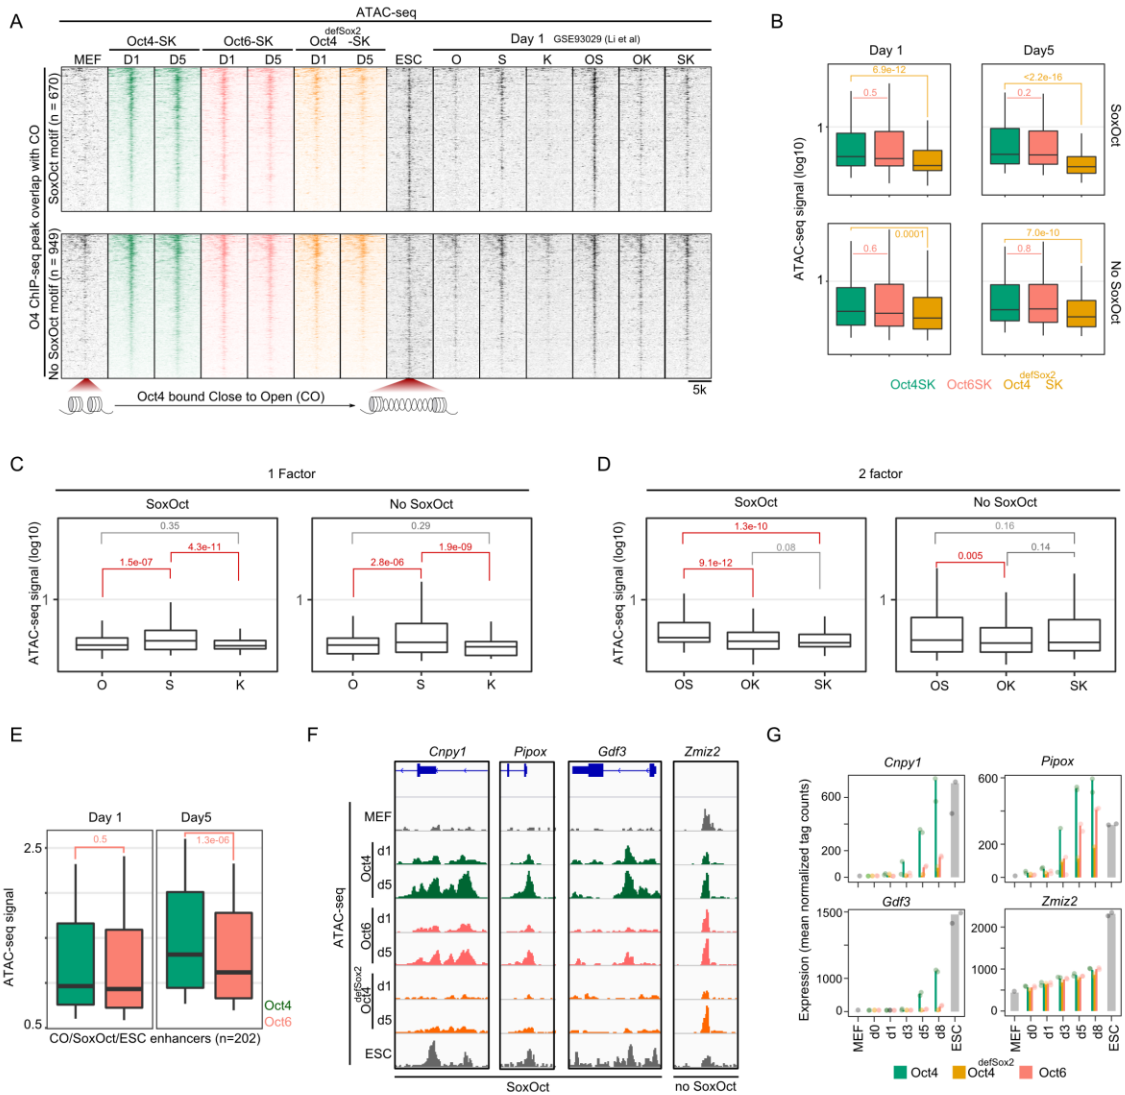 A
ATAC-seq
Oct4-SK
Oct6-SK
Oct4 defSox2 -SK
Day 1 GSE93029 (Li et al)
MEF D1 D5 D1 D5 D1 D5 ESC O S K OS OK SK
O4 ChIP-seq peak overlap with CO
SoxOct motif (n = 670)
No SoxOct motif (n = 949)
5k
Oct4 bound Close to Open (CO)
B
Day 1
Day5
ATAC-seq signal (log10)
6.9e-12
0.5
1
<2.2e-16
0.2
SoxOct
0.0001
0.6
1
7.0e-10
0.8
No SoxOct
Oct4SK Oct6SK Oct4 defSox2 SK
C
1 Factor
SoxOct
No SoxOct
ATAC-seq signal (log10)
0.35
4.3e-11
1.5e-07
1
O S K
0.29
1.9e-09
2.8e-06
1
O S K
D
2 factor
SoxOct
No SoxOct
ATAC-seq signal (log10)
1.3e-10
0.08
9.1e-12
1
OS OK SK
0.16
0.14
0.005
1
OS OK SK
E
Day 1
Day5
ATAC-seq signal
2.5
0.5
0.5
1.3e-06
Oct4
Oct6
CO/SoxOct/ESC enhancers (n=202)
F
Cnpy1 Pipox Gdf3 Zmiz2
ATAC-seq
MEF
Oct4
d1
d5
Oct6
d1
d5
Oct4 defSox2
d1
d5
ESC
SoxOct
no SoxOct
G
Expression (mean normalized tag counts)
Cnpy1
600
200
0
Pipox
600
200
0
Gdf3
1500
1000
0
MEF d0 d1 d3 d5 d8 ESC
Zmiz2
2000
1000
0
MEF d0 d1 d3 d5 d8 ESC
Oct4 Oct4 defSox2 Oct6